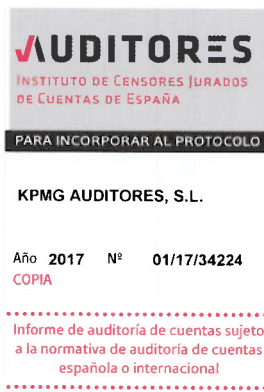 AUDITORES
INSTITUTO DE CENSORES JURADOS
DE CUENTAS DE ESPAÑA
PARA INCORPORAR AL PROTOCOLO
KPMG AUDITORES, S.L.
Año 2017 Nº 01/17/34224
COPIA
Informe de auditoría de cuentas sujeto
a la normativa de auditoría de cuentas
española o internacional